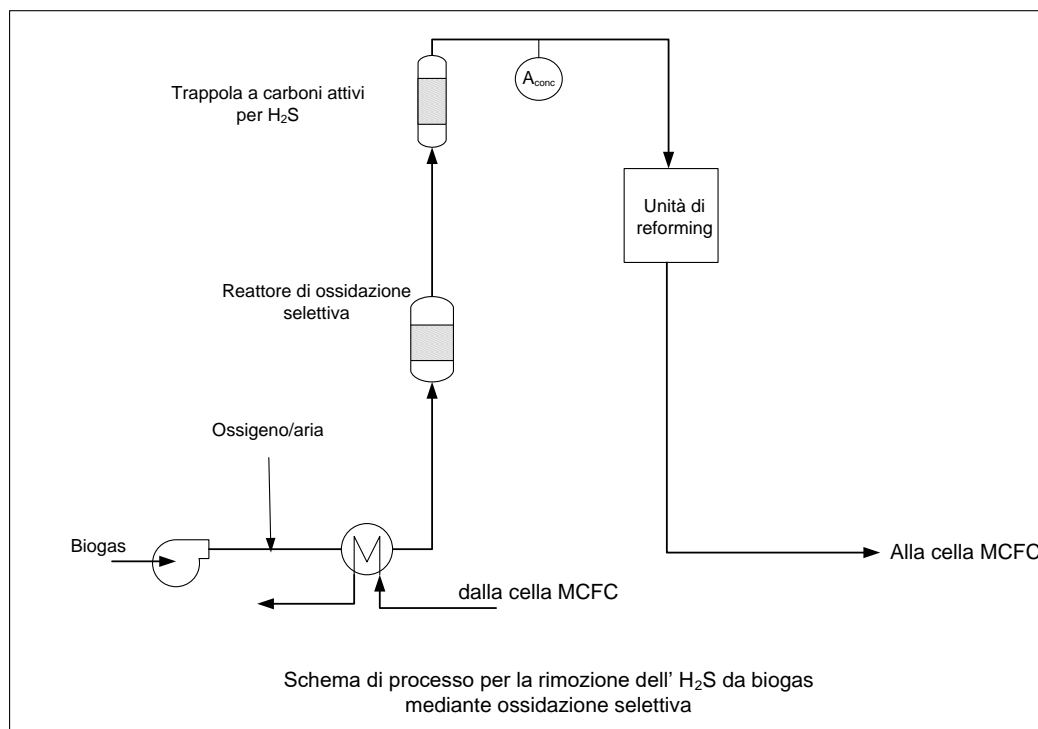 A_conc
Trappola a carboni attivi
per H₂S
Unità di
reforming
Reattore di ossidazione
selettiva
Ossigeno/aria
Biogas
Alla cella MCFC
dalla cella MCFC
Schema di processo per la rimozione dell' H₂S da biogas
mediante ossidazione selettiva